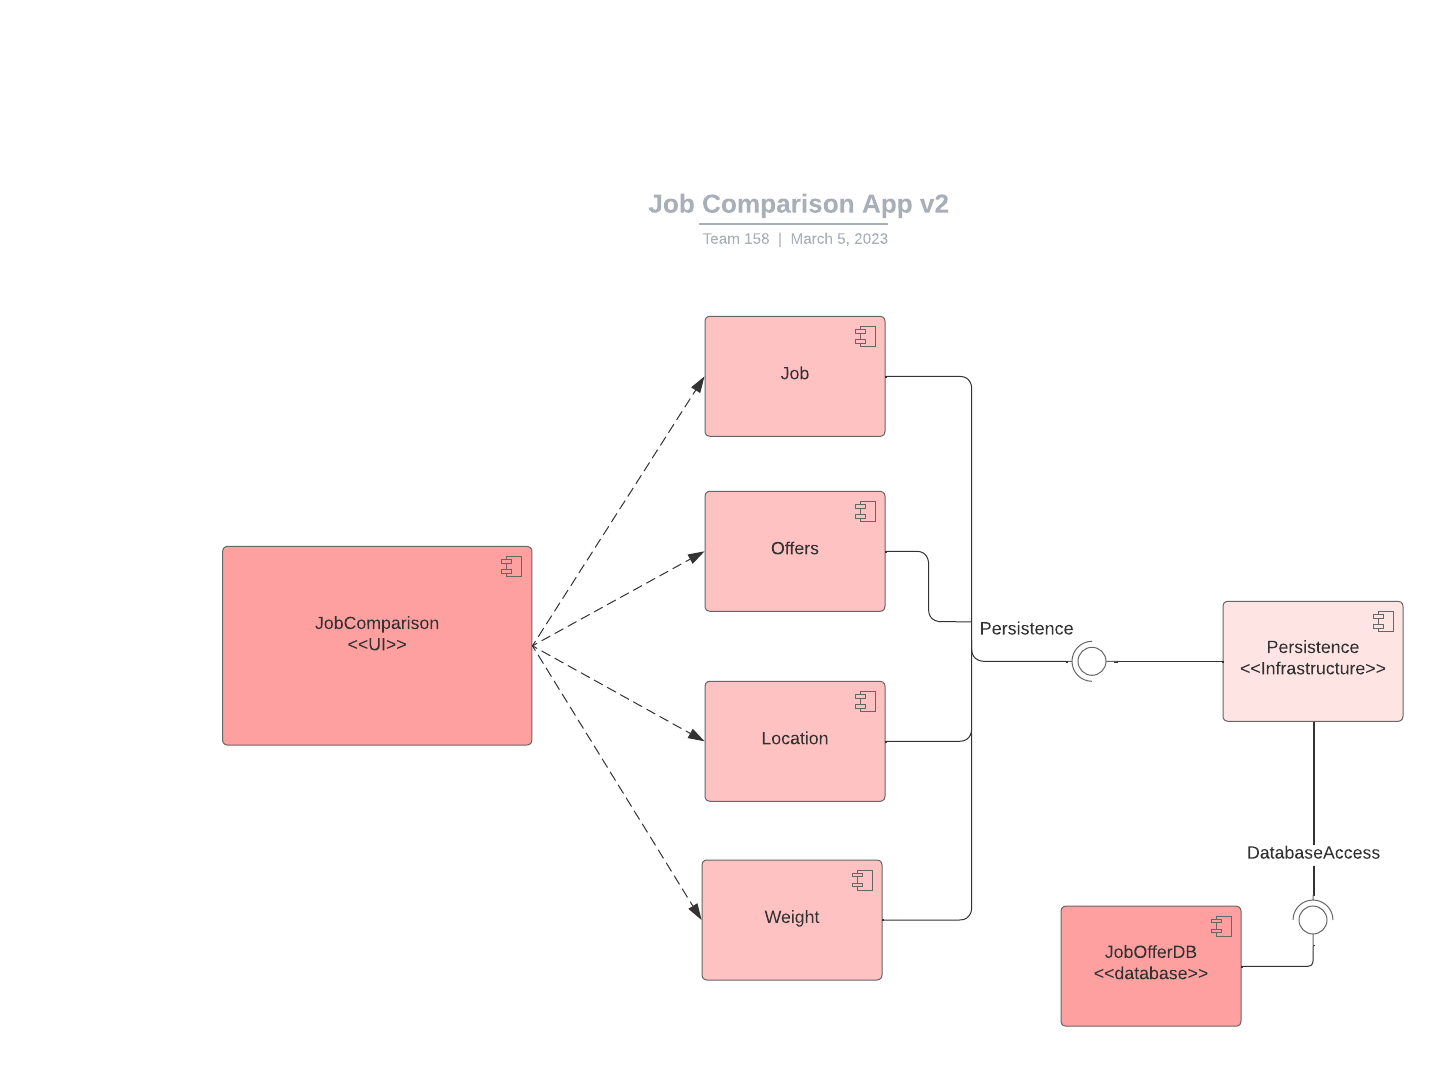 Job Comparison App v2
Team 158 | March 5, 2023
Job
Offers
JobComparison
<<UI>>
Persistence
Persistence
<<Infrastructure>>
Location
DatabaseAccess
Weight
JobOfferDB
<<database>>